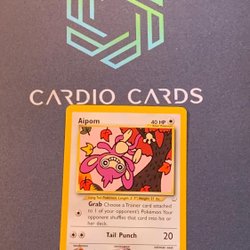 CARDIO CARDS
Aipom 40 HP
Grab Choose a Trainer card attached
to 1 of your opponent's Pokémon. Your
opponent shuffles that card into his or
her deck.
Tail Punch 20